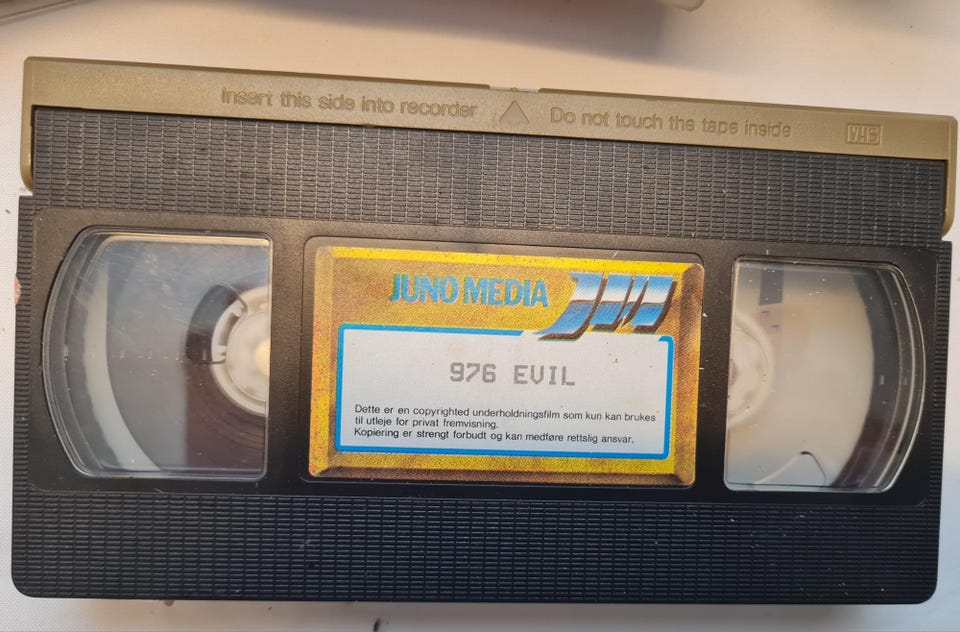 Insert this side into recorder Do not touch the tape inside VHS
JUNO MEDIA
976 EVIL
Dette er en copyrighted underholdningsfilm som kun kan brukes
til utleje for privat fremvisning.
Kopiering er strengt forbudt og kan medføre rettslig ansvar.